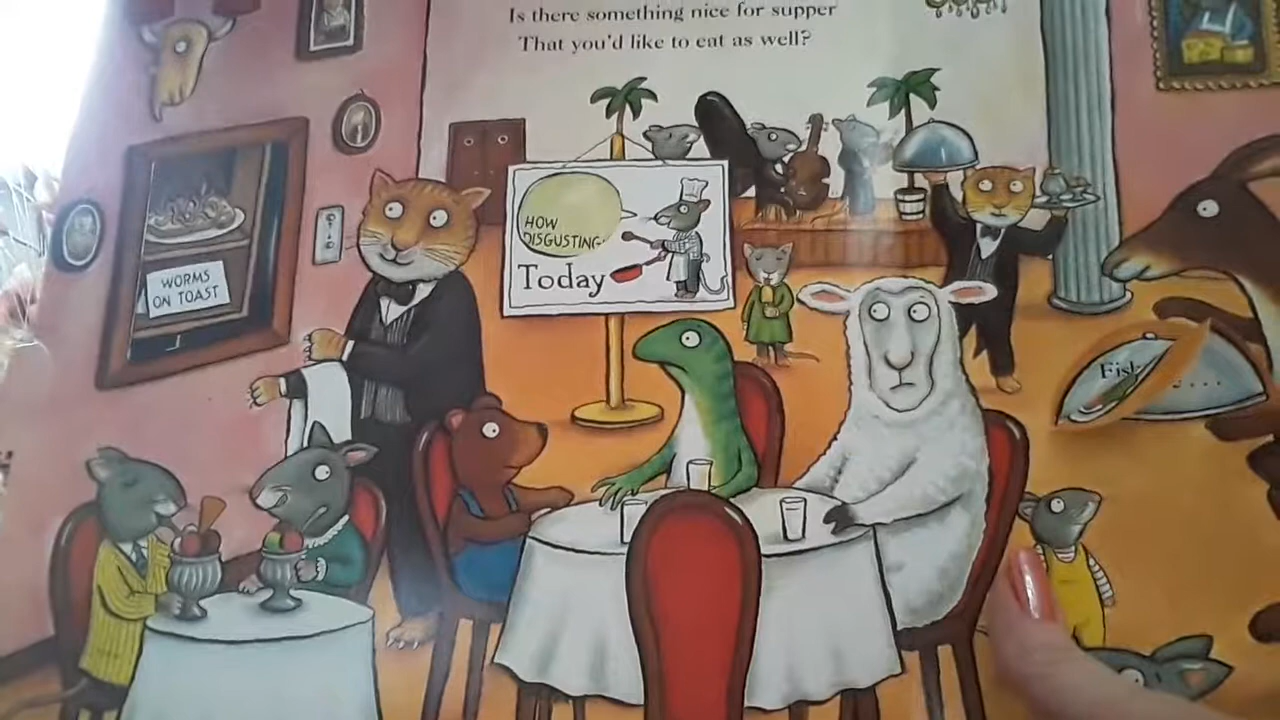 Is there something nice for supper
That you'd like to eat as well?
HOW
DISGUSTING
Today
WORMS
ON TOAST
Fish